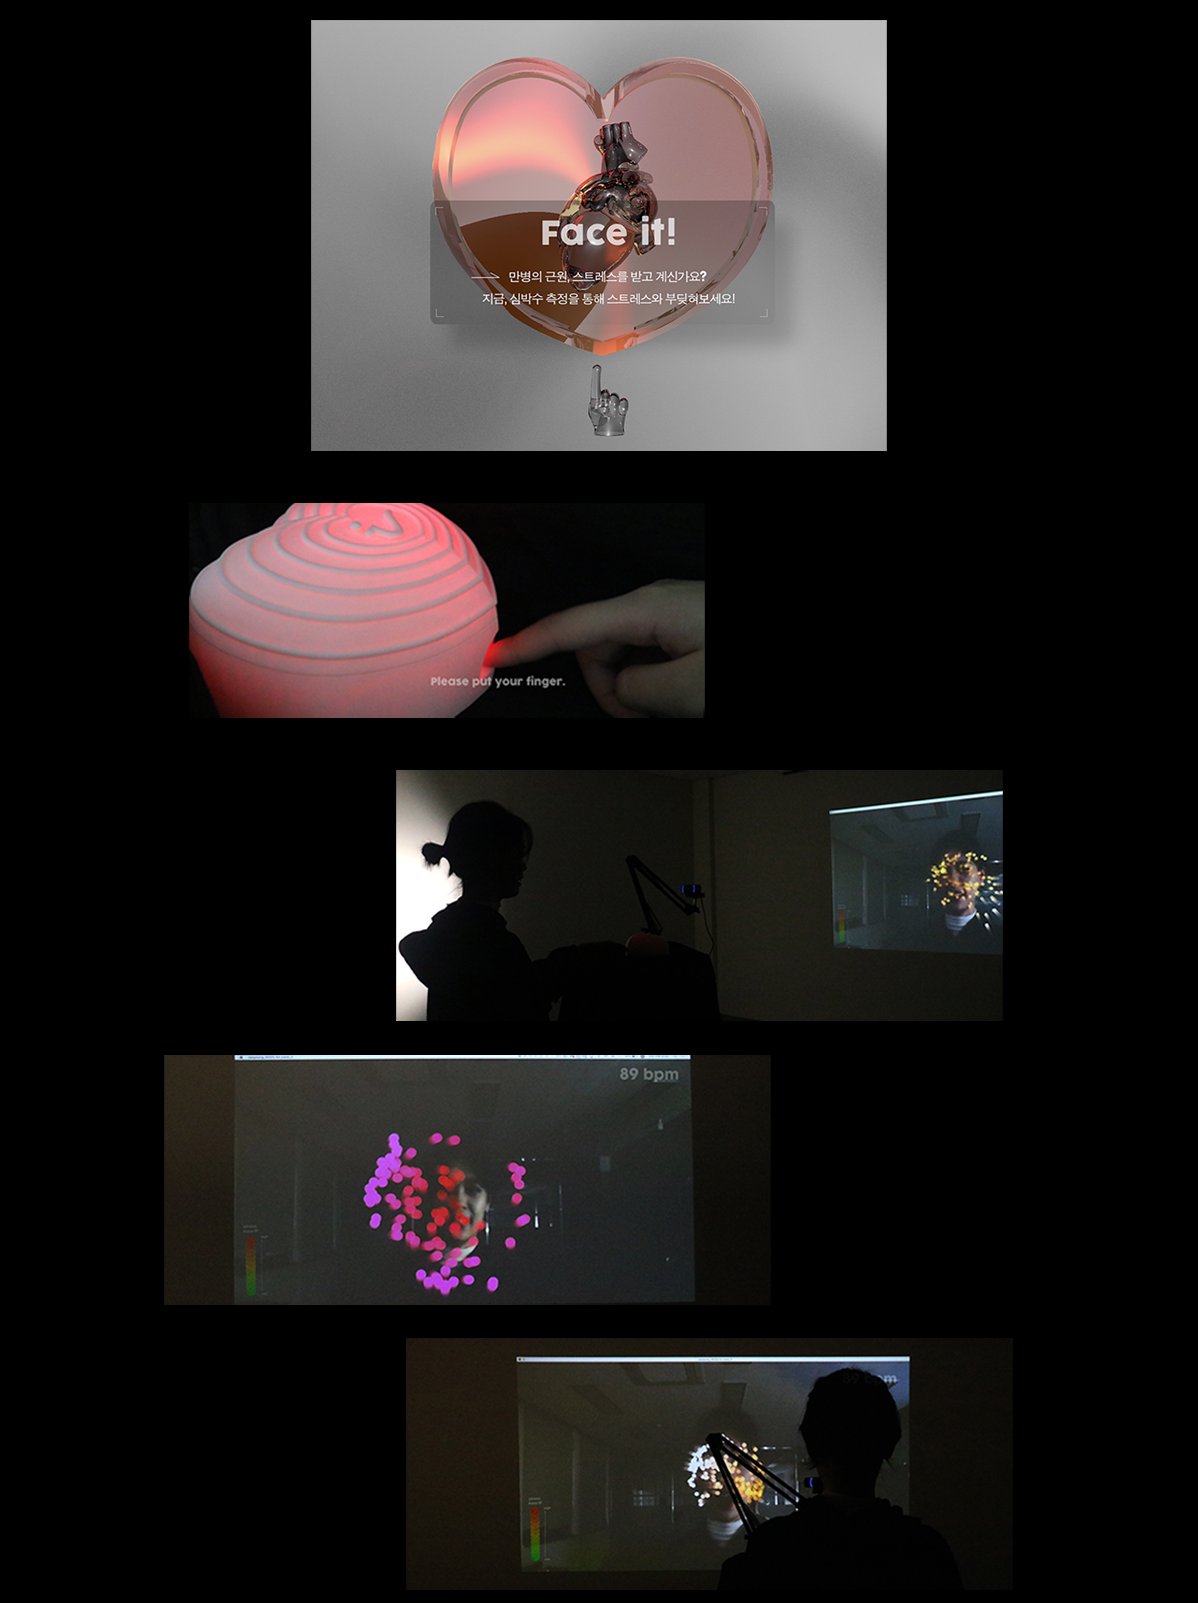 Face it!
만병의 근원, 스트레스를 받고 계신가요?
지금, 심박수 측정을 통해 스트레스와 부딪혀보세요!
Please put your finger.
89 bpm
89 bpm